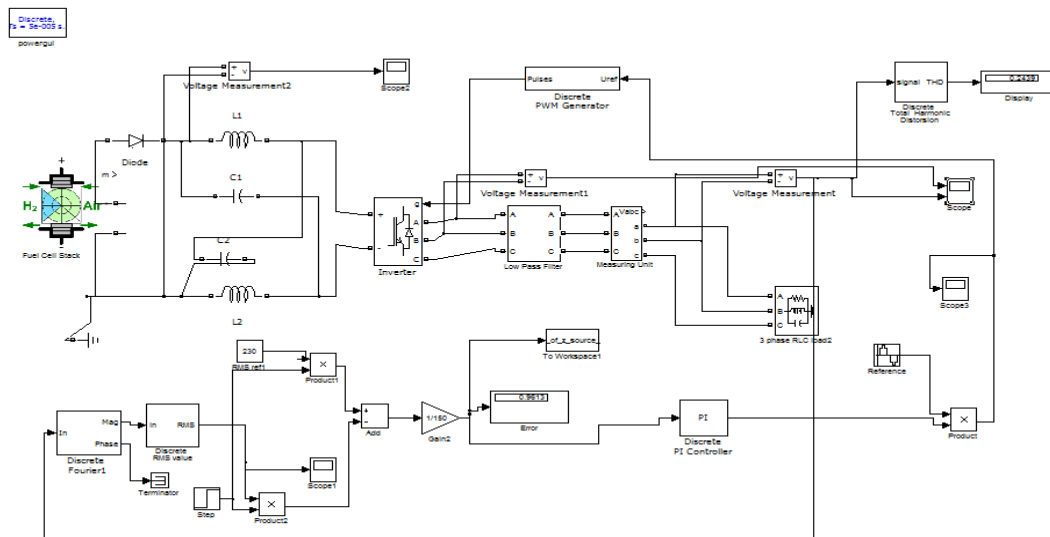 Discrete,
Ts = 5e-005 s.
powergui
+
-
v
Voltage Measurement2
Scope2
Pulses
Uref
Discrete
PWM Generator
signal
THD
Discrete
Total Harmonic
Distorsion
0.2439
Display
L1
Diode
m >
C1
+
H2
Air
-
Fuel Cell Stack
C2
L2
g
+
-
A
B
C
Inverter
+
-
v
Voltage Measurement1
A
B
C
A
B
C
Low Pass Filter
A
B
C
Vabc >
a
b
c
Measuring Unit
+
-
v
Voltage Measurement
Scope
Scope3
A
B
C
3 phase RLC load2
230
RMS ref1
×
Product1
_of_z_source_
To Workspace1
Reference
In
Mag
Phase
Discrete
Fourier1
In
RMS
Discrete
RMS value
Terminator
Step
Scope1
×
Product2
+
-
Add
1/150
Gain2
0.9613
Error
PI
Discrete
PI Controller
×
Product